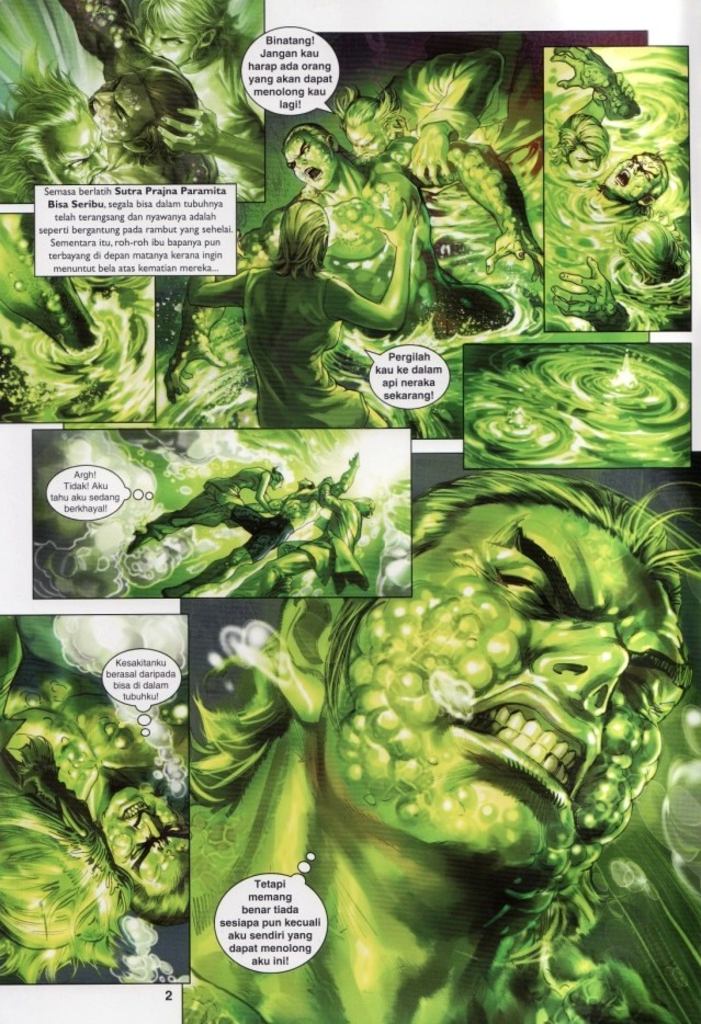 Binatang!
Jangan kau
harap ada orang
yang akan dapat
menolong kau
lagi!
Semasa berlatih Sutra Prajna Paramita
Bisa Seribu, segala bisa dalam tubuhnya
telah terangsang dan nyawanya adalah
seperti bergantung pada rambut yang sehelai.
Sementara itu, roh-roh ibu bapanya pun
terbayang di depan matanya kerana ingin
menuntut bela atas kematian mereka...
Pergilah
kau ke dalam
api neraka
sekarang!
Argh!
Tidak! Aku
tahu aku sedang
berkhayal!
Kesakitanku
berasal daripada
bisa di dalam
tubuhku!
Tetapi
memang
benar tiada
sesiapa pun kecuali
aku sendiri yang
dapat menolong
aku ini!
2